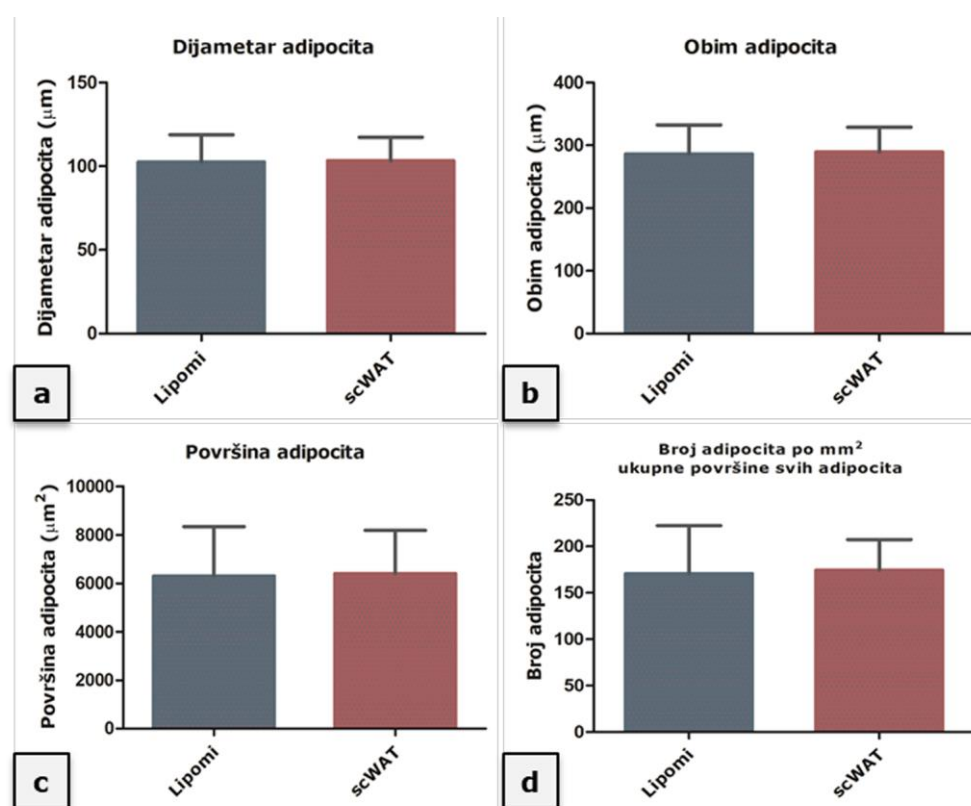 Dijametar adipocita
Dijametar adipocita (μm)
150
100
50
0
Lipomi
scWAT
a
Obim adipocita
Obim adipocita (μm)
400
300
200
100
0
Lipomi
scWAT
b
Površina adipocita
Površina adipocita (μm²)
10000
8000
6000
4000
2000
0
Lipomi
scWAT
c
Broj adipocita po mm²
ukupne površine svih adipocita
Broj adipocita
250
200
150
100
50
0
Lipomi
scWAT
d